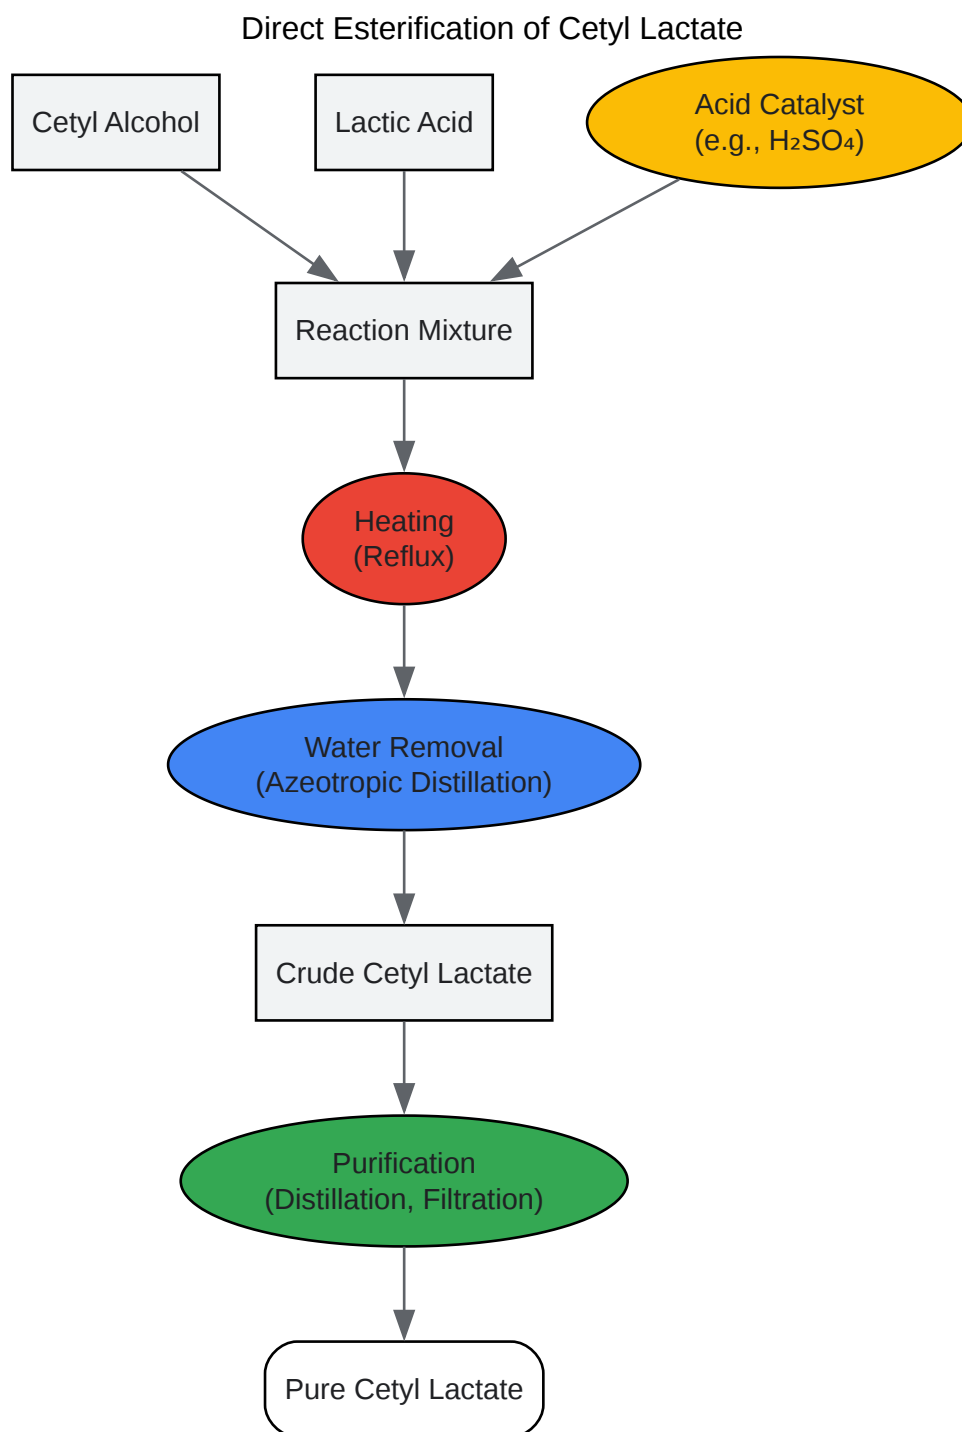 Direct Esterification of Cetyl Lactate
Cetyl Alcohol
Lactic Acid
Acid Catalyst
(e.g., H₂SO₄)
Reaction Mixture
Heating
(Reflux)
Water Removal
(Azeotropic Distillation)
Crude Cetyl Lactate
Purification
(Distillation, Filtration)
Pure Cetyl Lactate